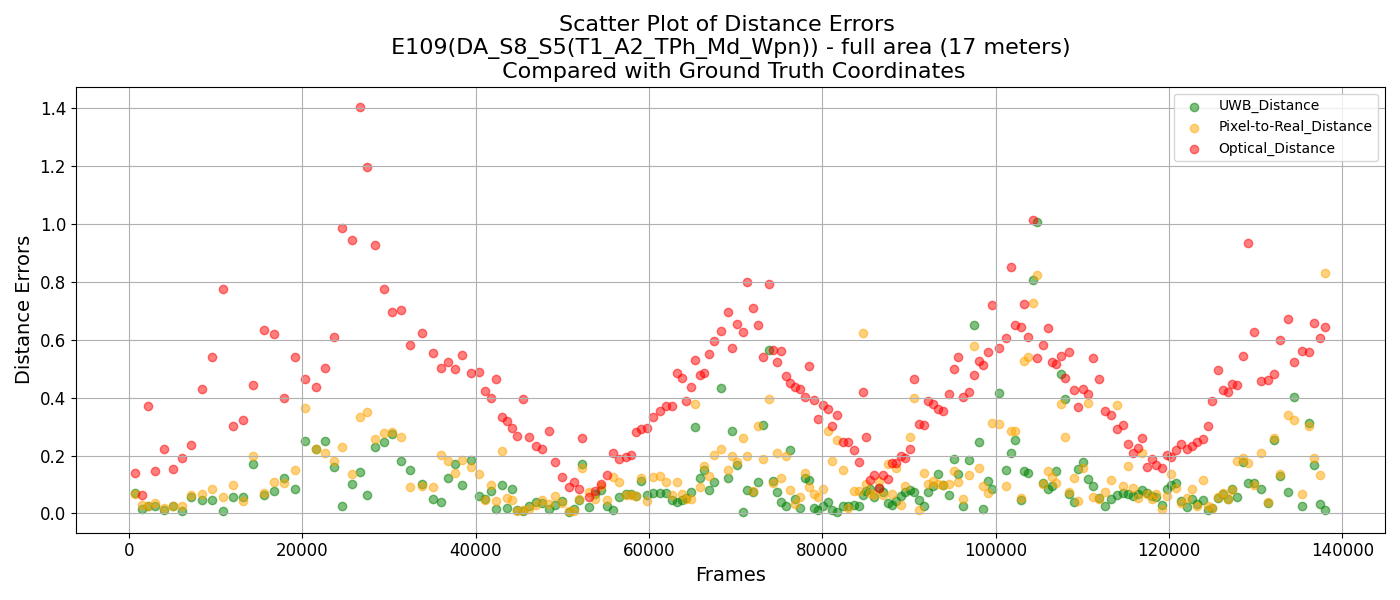 Scatter Plot of Distance Errors
E109(DA_S8_S5(T1_A2_TPh_Md_Wpn)) - full area (17 meters)
Compared with Ground Truth Coordinates
UWB_Distance
Pixel-to-Real_Distance
Optical_Distance
Distance Errors
1.4
1.2
1.0
0.8
0.6
0.4
0.2
0.0
0 20000 40000 60000 80000 100000 120000 140000
Frames